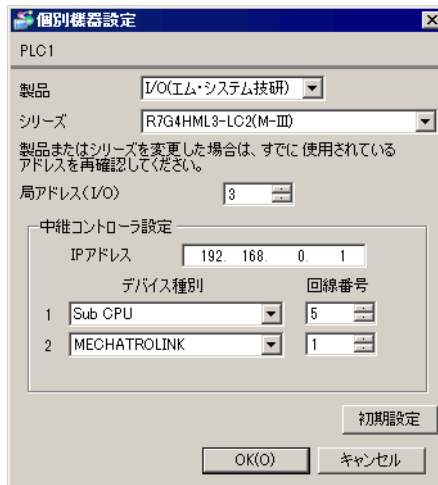 個別機器設定
PLC1
製品 I/O(エム・システム技研)
シリーズ R7G4HML3-LC2(M-Ⅲ)
製品またはシリーズを変更した場合は、すでに使用されている
アドレスを再確認してください。
局アドレス(I/O) 3
中継コントローラ設定
IPアドレス 192. 168. 0. 1
デバイス種別 回線番号
1 Sub CPU 5
2 MECHATROLINK 1
初期設定
OK(O) キャンセル